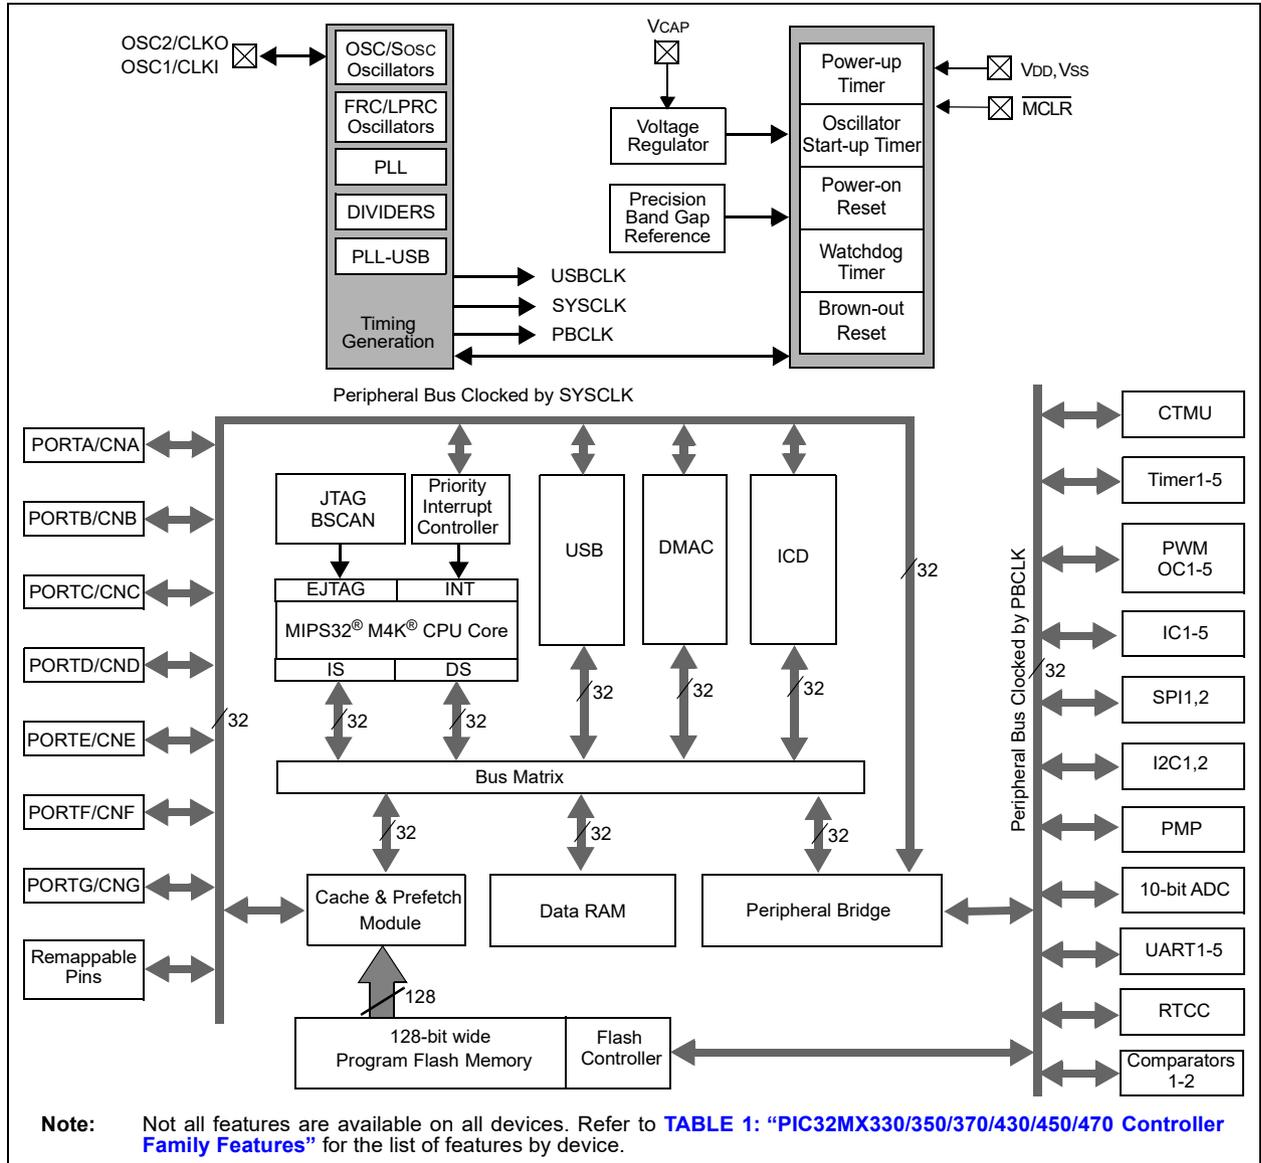 OSC2/CLKO
OSC1/CLKI
OSC/SOSC
Oscillators
FRC/LPRC
Oscillators
PLL
DIVIDERS
PLL-USB
Timing
Generation
USBCLK
SYSCLK
PBCLK
VCAP
Voltage
Regulator
Precision
Band Gap
Reference
Power-up
Timer
Oscillator
Start-up Timer
Power-on
Reset
Watchdog
Timer
Brown-out
Reset
VDD, VSS
MCLR
Peripheral Bus Clocked by SYSCLK
PORTA/CNA
PORTB/CNB
PORTC/CNC
PORTD/CND
PORTE/CNE
PORTF/CNF
PORTG/CNG
Remappable
Pins
32
JTAG
BSCAN
Priority
Interrupt
Controller
EJTAG
INT
MIPS32® M4K® CPU Core
IS
DS
USB
DMAC
ICD
32
32
32
32
32
32
Bus Matrix
32
32
32
Cache & Prefetch
Module
Data RAM
Peripheral Bridge
128
128-bit wide
Program Flash Memory
Flash
Controller
Peripheral Bus Clocked by PBCLK
32
CTMU
Timer1-5
PWM
OC1-5
IC1-5
SPI1,2
I2C1,2
PMP
10-bit ADC
UART1-5
RTCC
Comparators
1-2
Note: Not all features are available on all devices. Refer to TABLE 1: “PIC32MX330/350/370/430/450/470 Controller
Family Features” for the list of features by device.